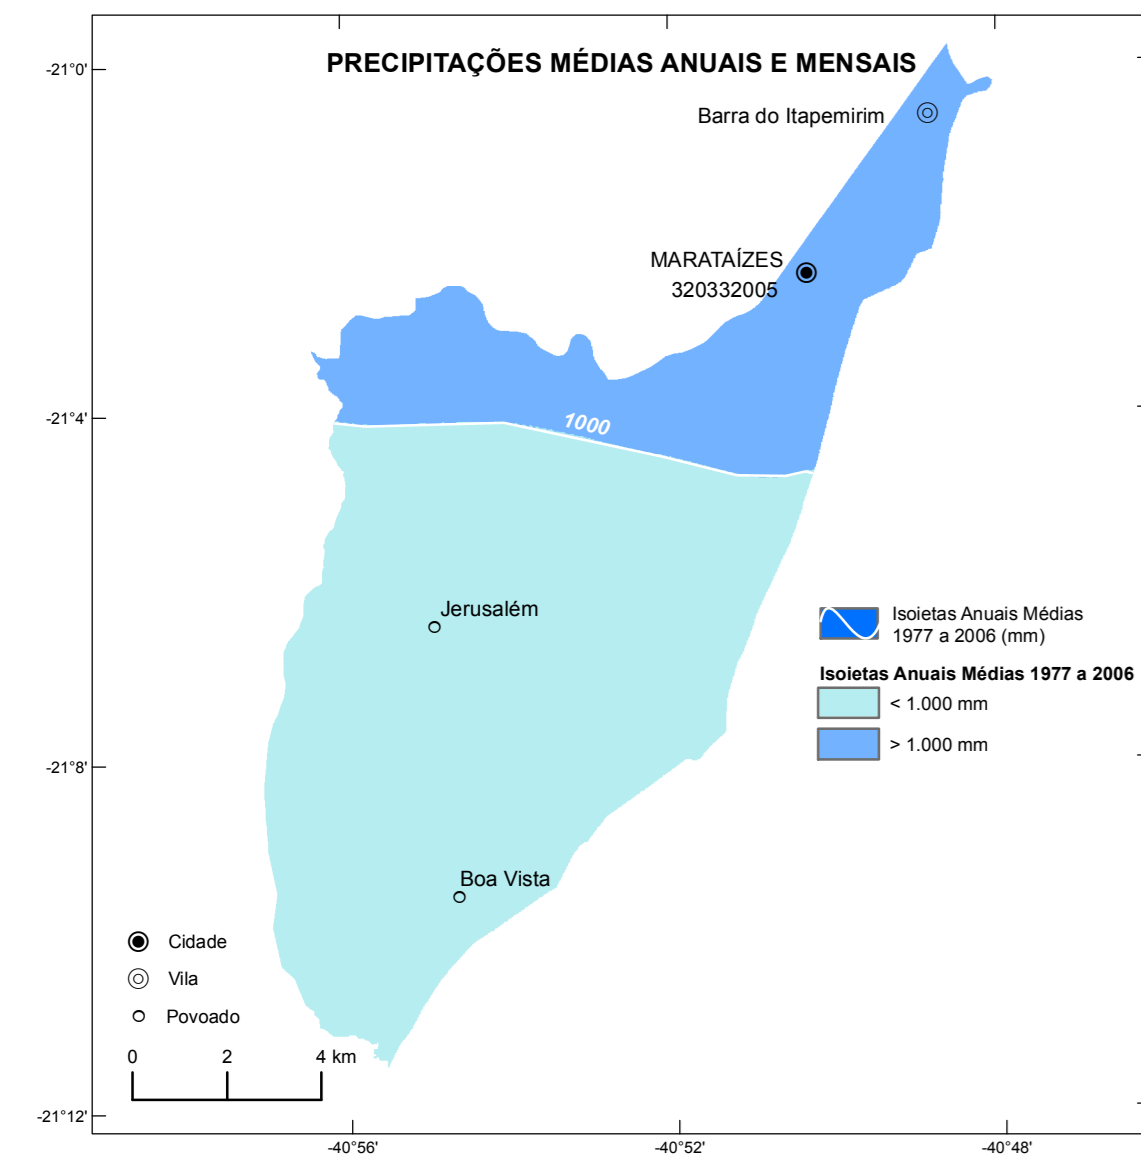 PRECIPITAÇÕES MÉDIAS ANUAIS E MENSAIS
-21°0'
Barra do Itapemirim
MARATAÍZES
320332005
-21°4'
1000
Jerusalém
Isoietas Anuais Médias
1977 a 2006 (mm)
Isoietas Anuais Médias 1977 a 2006
< 1.000 mm
> 1.000 mm
-21°8'
Boa Vista
Cidade
Vila
Povoado
0 2 4 km
-21°12'
-40°56' -40°52' -40°48'